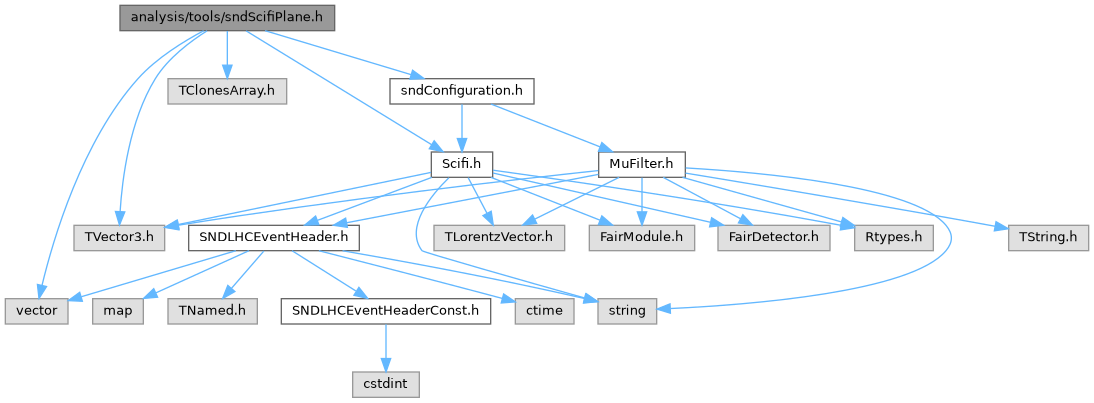 analysis/tools/sndScifiPlane.h
TClonesArray.h
sndConfiguration.h
Scifi.h
MuFilter.h
TVector3.h
SNDLHCEventHeader.h
TLorentzVector.h
FairModule.h
FairDetector.h
Rtypes.h
TString.h
vector
map
TNamed.h
SNDLHCEventHeaderConst.h
ctime
string
cstdint